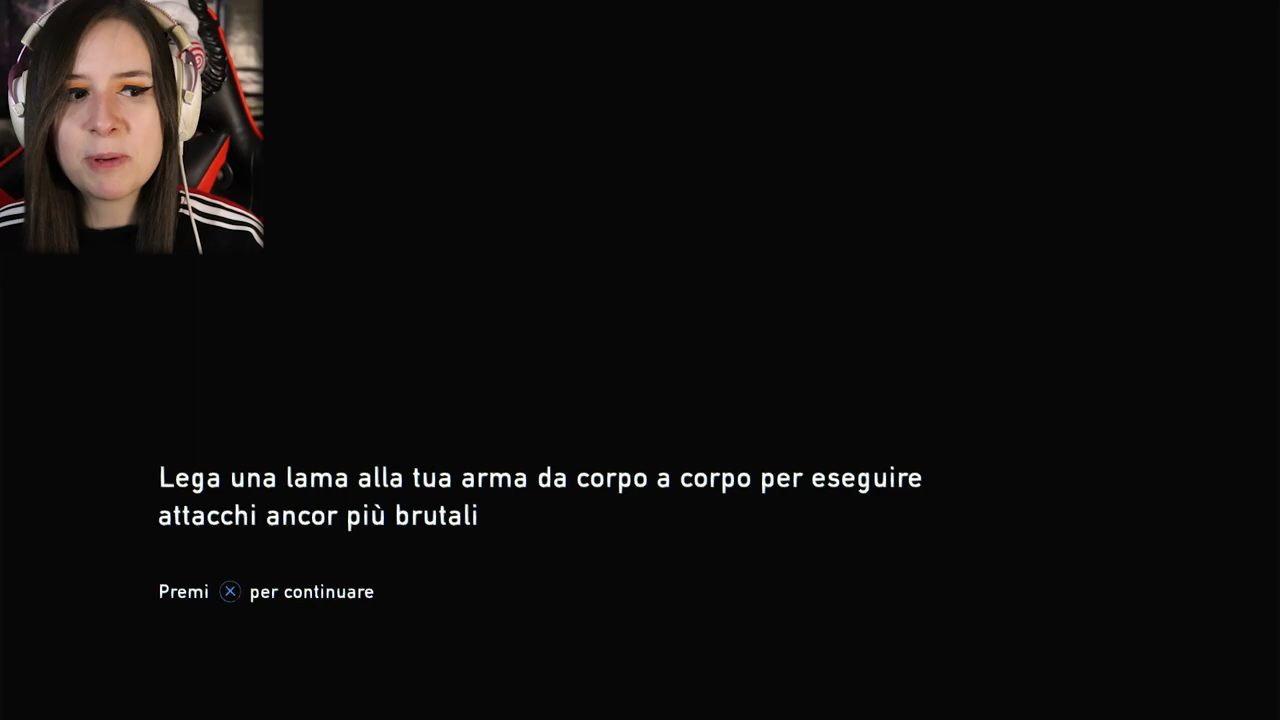 Lega una lama alla tua arma da corpo a corpo per eseguire
attacchi ancor più brutali
Premi ⓧ per continuare